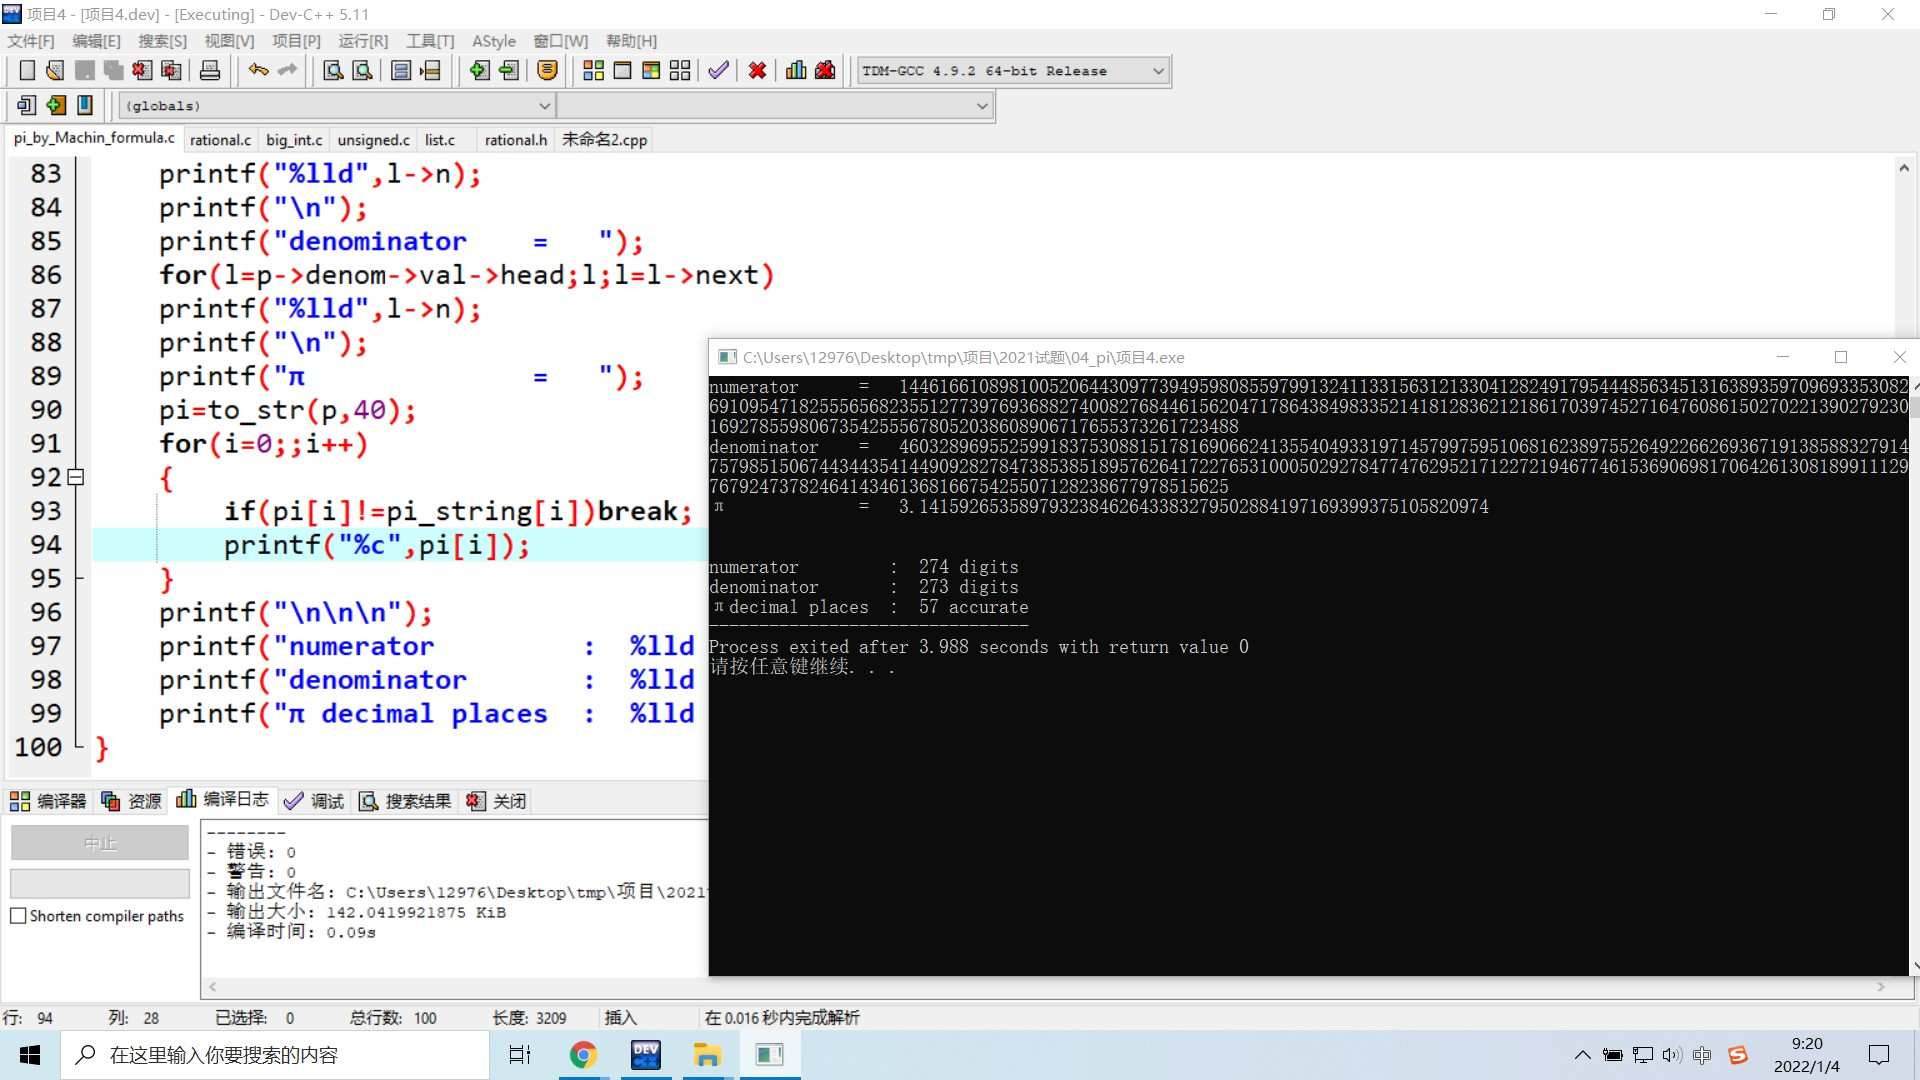 项目4 - [项目4.dev] - [Executing] - Dev-C++ 5.11
文件[F] 编辑[E] 搜索[S] 视图[V] 项目[P] 运行[R] 工具[T] AStyle 窗口[W] 帮助[H]
TDM-GCC 4.9.2 64-bit Release
(globals)
pi_by_Machin_formula.c rational.c big_int.c unsigned.c list.c rational.h 未命名2.cpp
83 printf("%lld",l->n);
84 printf("\n");
85 printf("denominator    =   ");
86 for(l=p->denom->val->head;l;l=l->next)
87 printf("%lld",l->n);
88 printf("\n");
89 printf("π              =   ");
90 pi=to_str(p,40);
91 for(i=0;;i++)
92 {
93 if(pi[i]!=pi_string[i])break;
94 printf("%c",pi[i]);
95 }
96 printf("\n\n\n");
97 printf("numerator         :  %lld
98 printf("denominator       :  %lld
99 printf("π decimal places  :  %lld
100 }
C:\Users\12976\Desktop\tmp\项目\2021试题\04_pi\项目4.exe
numerator      =   
denominator    =   
π              =   3.141592653589793238462643383279502884197169399375105820974
numerator         :  274 digits
denominator       :  273 digits
π decimal places  :  57 accurate
--------------------------------
Process exited after 3.988 seconds with return value 0
请按任意键继续. . .
编译器 资源 编译日志 调试 搜索结果 关闭
中止
Shorten compiler paths
--------
- 错误: 0
- 警告: 0
- 输出文件名: C:\Users\12976\Desktop\tmp\项目\2021
- 输出大小: 142.0419921875 KiB
- 编译时间: 0.09s
行: 94 列: 28 已选择: 0 总行数: 100 长度: 3209 插入 在 0.016 秒内完成解析
在这里输入你要搜索的内容
DEV
中
9:20
2022/1/4